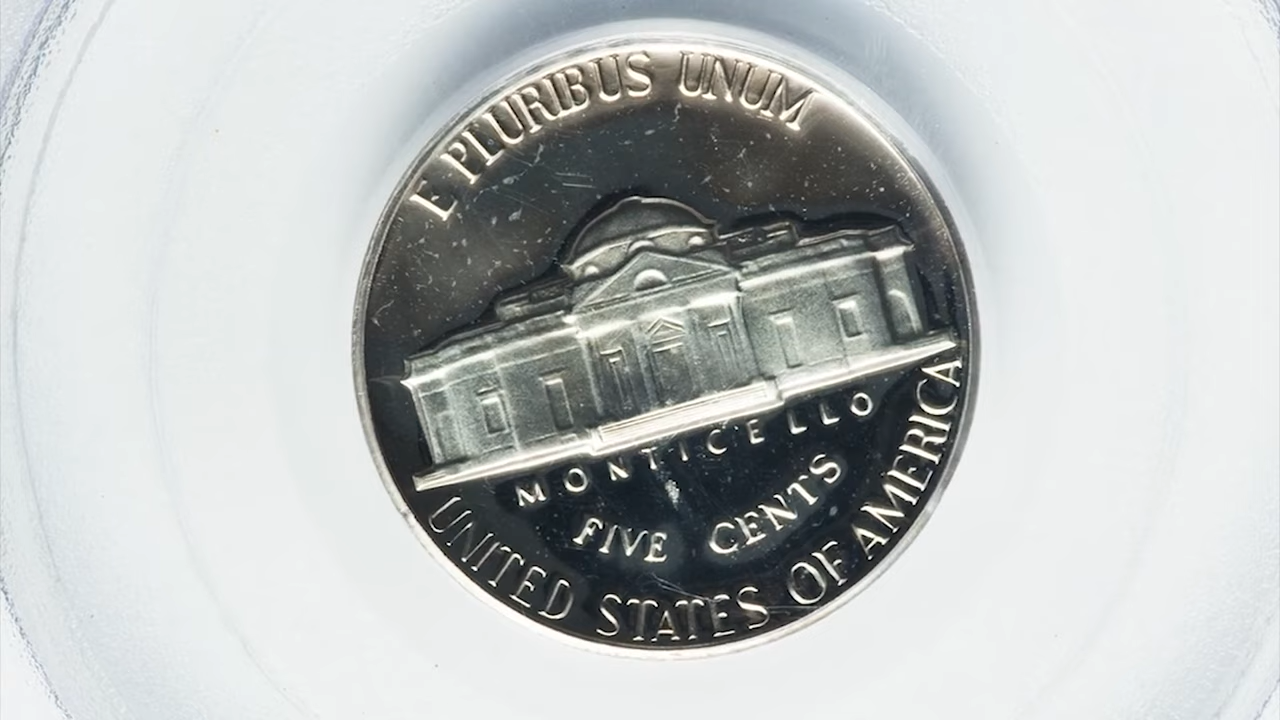 E PLURIBUS UNUM
MONTICELLO
FIVE CENTS
UNITED STATES OF AMERICA